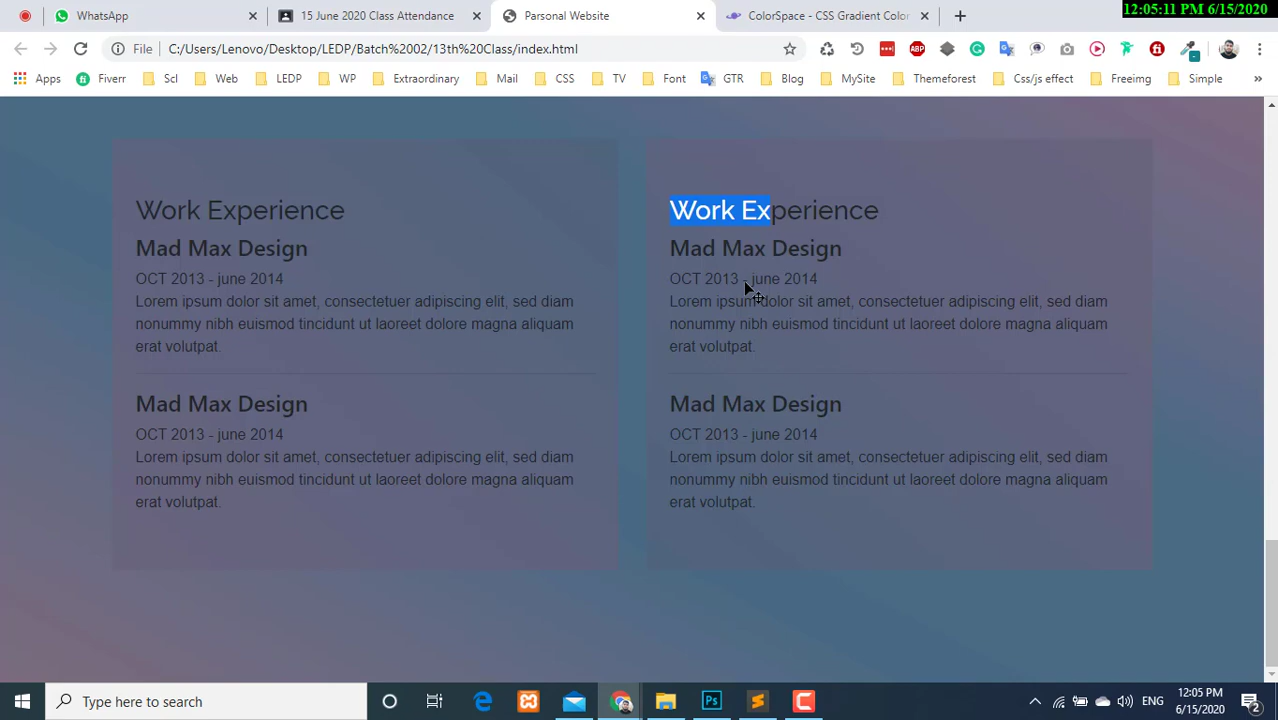 12:05:11 PM 6/15/2020
WhatsApp
15 June 2020 Class Attendance.
Personal Website
ColorSpace - CSS Gradient Color
File
C:/Users/Lenovo/Desktop/LEDP/Batch%2002/13th%20Class/index.html
Apps
Fiverr
Scl
Web
LEDP
WP
Extraordinary
Mail
CSS
TV
Font
GTR
Blog
MySite
Themeforest
Css/js effect
Freeimg
Simple
»
Work Experience
Mad Max Design
OCT 2013 - june 2014
Lorem ipsum dolor sit amet, consectetuer adipiscing elit, sed diam
nonummy nibh euismod tincidunt ut laoreet dolore magna aliquam
erat volutpat.
Mad Max Design
OCT 2013 - june 2014
Lorem ipsum dolor sit amet, consectetuer adipiscing elit, sed diam
nonummy nibh euismod tincidunt ut laoreet dolore magna aliquam
erat volutpat.
Work Experience
Mad Max Design
OCT 2013 - june 2014
Lorem ipsum dolor sit amet, consectetuer adipiscing elit, sed diam
nonummy nibh euismod tincidunt ut laoreet dolore magna aliquam
erat volutpat.
Mad Max Design
OCT 2013 - june 2014
Lorem ipsum dolor sit amet, consectetuer adipiscing elit, sed diam
nonummy nibh euismod tincidunt ut laoreet dolore magna aliquam
erat volutpat.
Type here to search
Ps
ENG
12:05 PM
6/15/2020
2